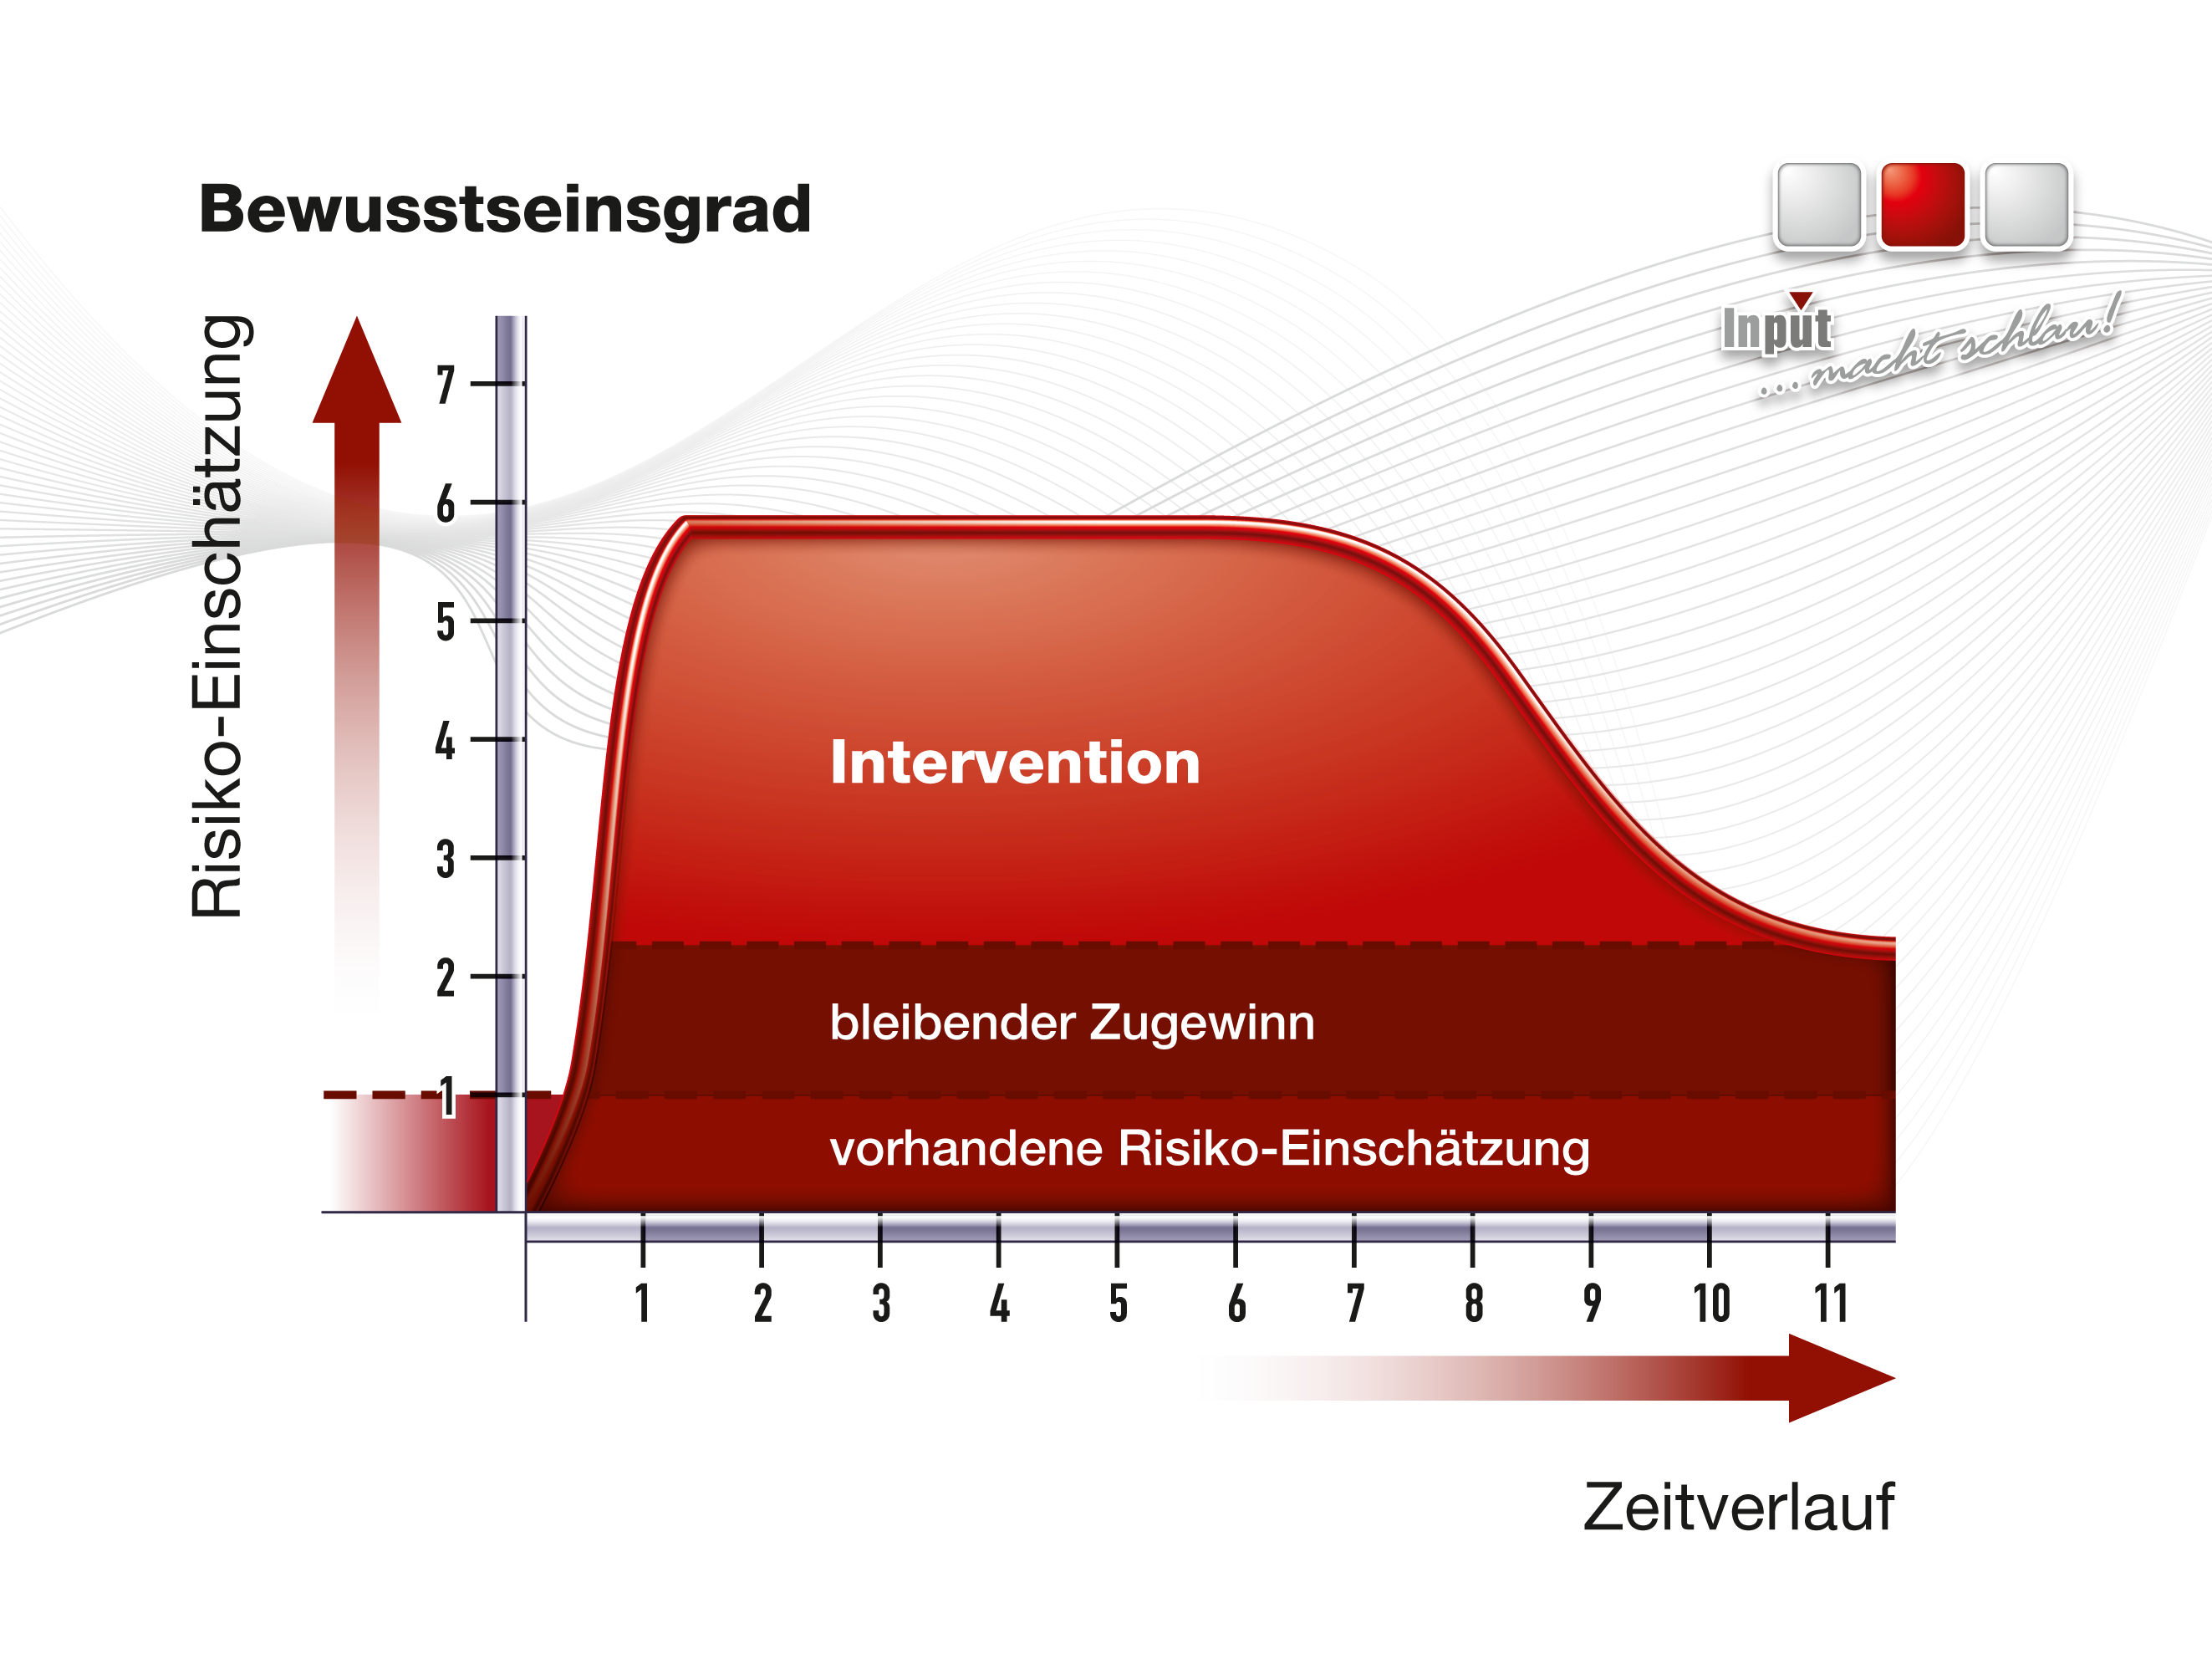 Bewusstseinsgrad
Input
... macht schlau!
Risiko-Einschätzung
7
6
5
4
3
2
1
Intervention
bleibender Zugewinn
vorhandene Risiko-Einschätzung
1 2 3 4 5 6 7 8 9 10 11
Zeitverlauf